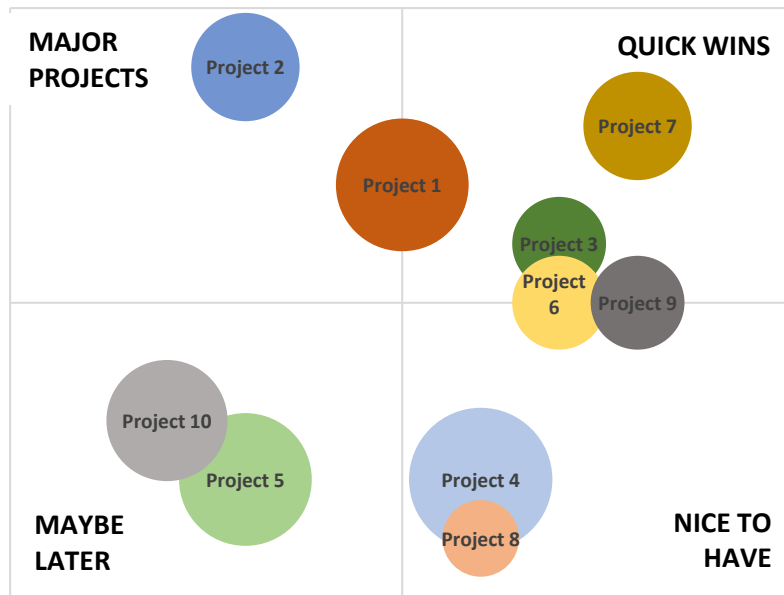 MAJOR
PROJECTS
QUICK WINS
Project 2
Project 7
Project 1
Project 3
Project
6
Project 9
Project 10
Project 5
Project 4
Project 8
MAYBE
LATER
NICE TO
HAVE